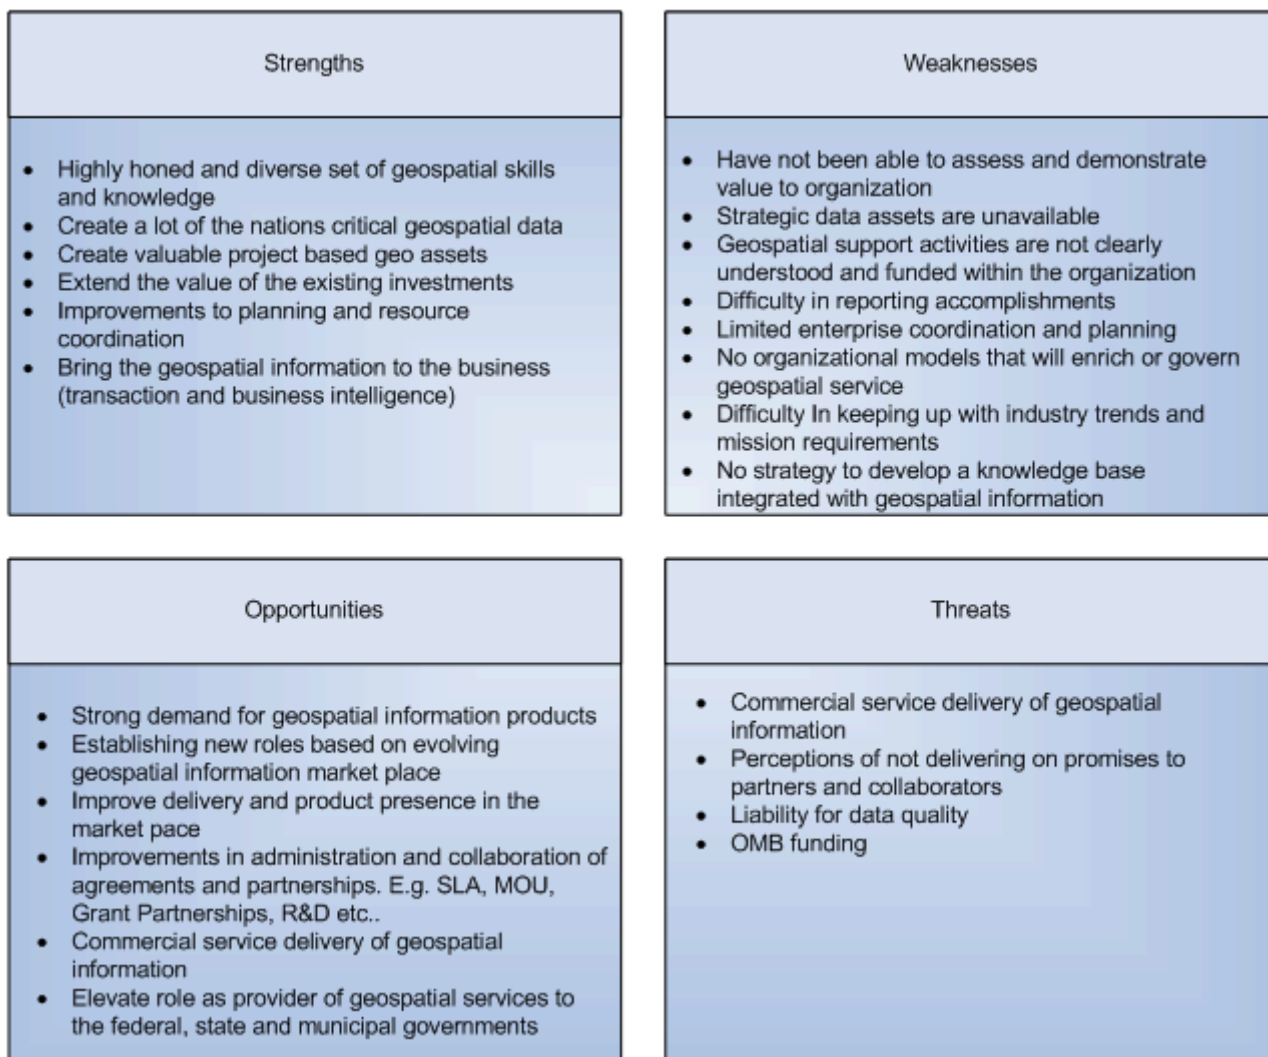 Strengths
• Highly honed and diverse set of geospatial skills
and knowledge
• Create a lot of the nations critical geospatial data
• Create valuable project based geo assets
• Extend the value of the existing investments
• Improvements to planning and resource
coordination
• Bring the geospatial information to the business
(transaction and business intelligence)
Weaknesses
• Have not been able to assess and demonstrate
value to organization
• Strategic data assets are unavailable
• Geospatial support activities are not clearly
understood and funded within the organization
• Difficulty in reporting accomplishments
• Limited enterprise coordination and planning
• No organizational models that will enrich or govern
geospatial service
• Difficulty In keeping up with industry trends and
mission requirements
• No strategy to develop a knowledge base
integrated with geospatial information
Opportunities
• Strong demand for geospatial information products
• Establishing new roles based on evolving
geospatial information market place
• Improve delivery and product presence in the
market pace
• Improvements in administration and collaboration of
agreements and partnerships. E.g. SLA, MOU,
Grant Partnerships, R&D etc..
• Commercial service delivery of geospatial
information
• Elevate role as provider of geospatial services to
the federal, state and municipal governments
Threats
• Commercial service delivery of geospatial
information
• Perceptions of not delivering on promises to
partners and collaborators
• Liability for data quality
• OMB funding